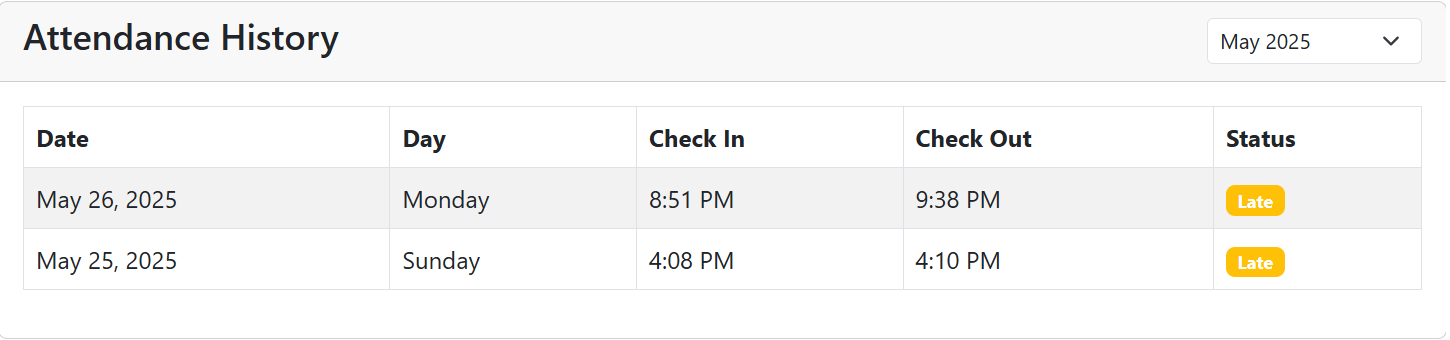 Attendance History
May 2025
Date Day Check In Check Out Status
May 26, 2025 Monday 8:51 PM 9:38 PM Late
May 25, 2025 Sunday 4:08 PM 4:10 PM Late